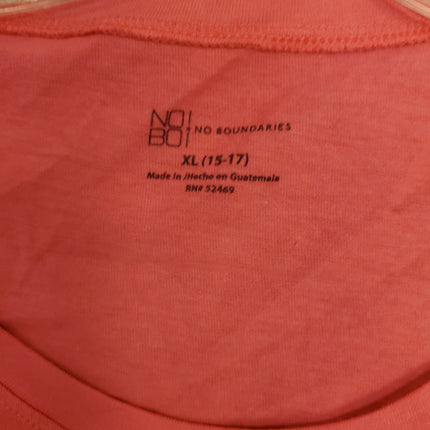 NO
BO NO BOUNDARIES
XL (15-17)
Made in /Hecho en Guatemala
RN# 52469